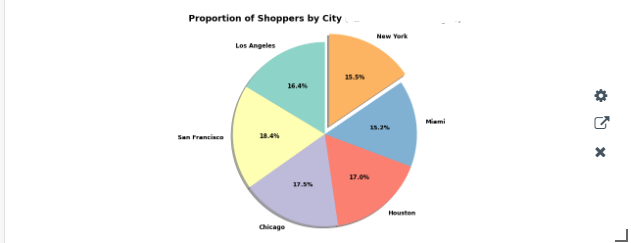 Proportion of Shoppers by City
New York
Los Angeles
15.5%
16.4%
Miami
15.2%
San Francisco
18.4%
17.0%
17.5%
Houston
Chicago